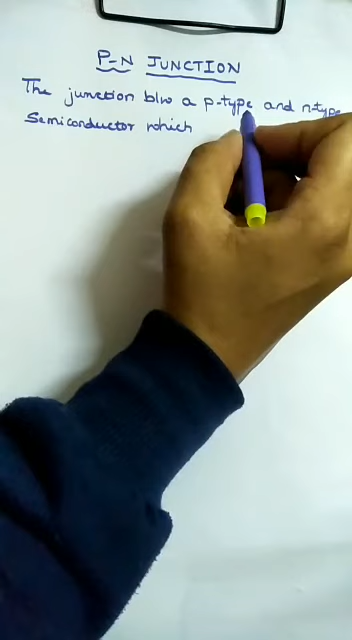 P-N JUNCTION
The junction b/w a p-type and n-type
Semiconductor which